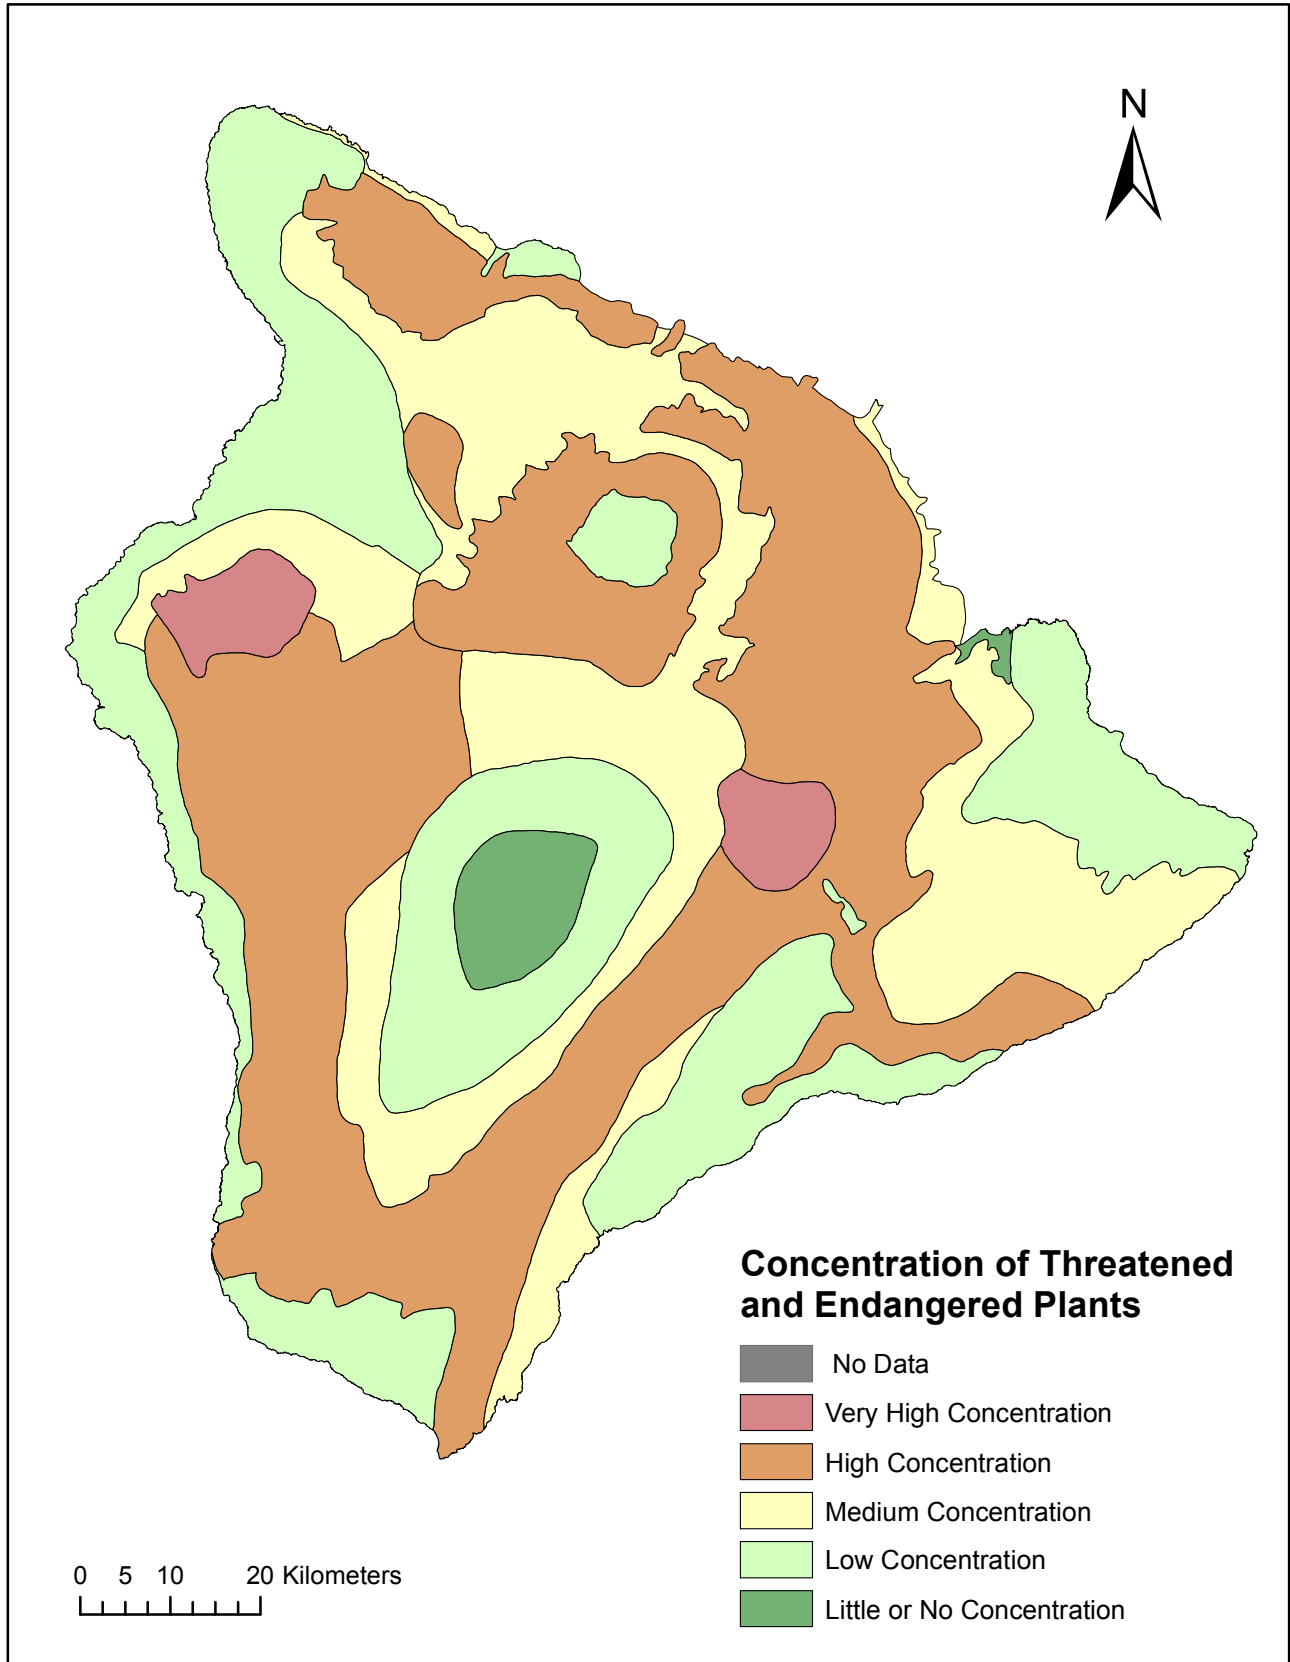 N
Concentration of Threatened
and Endangered Plants
No Data
Very High Concentration
High Concentration
Medium Concentration
Low Concentration
Little or No Concentration
0 5 10 20 Kilometers